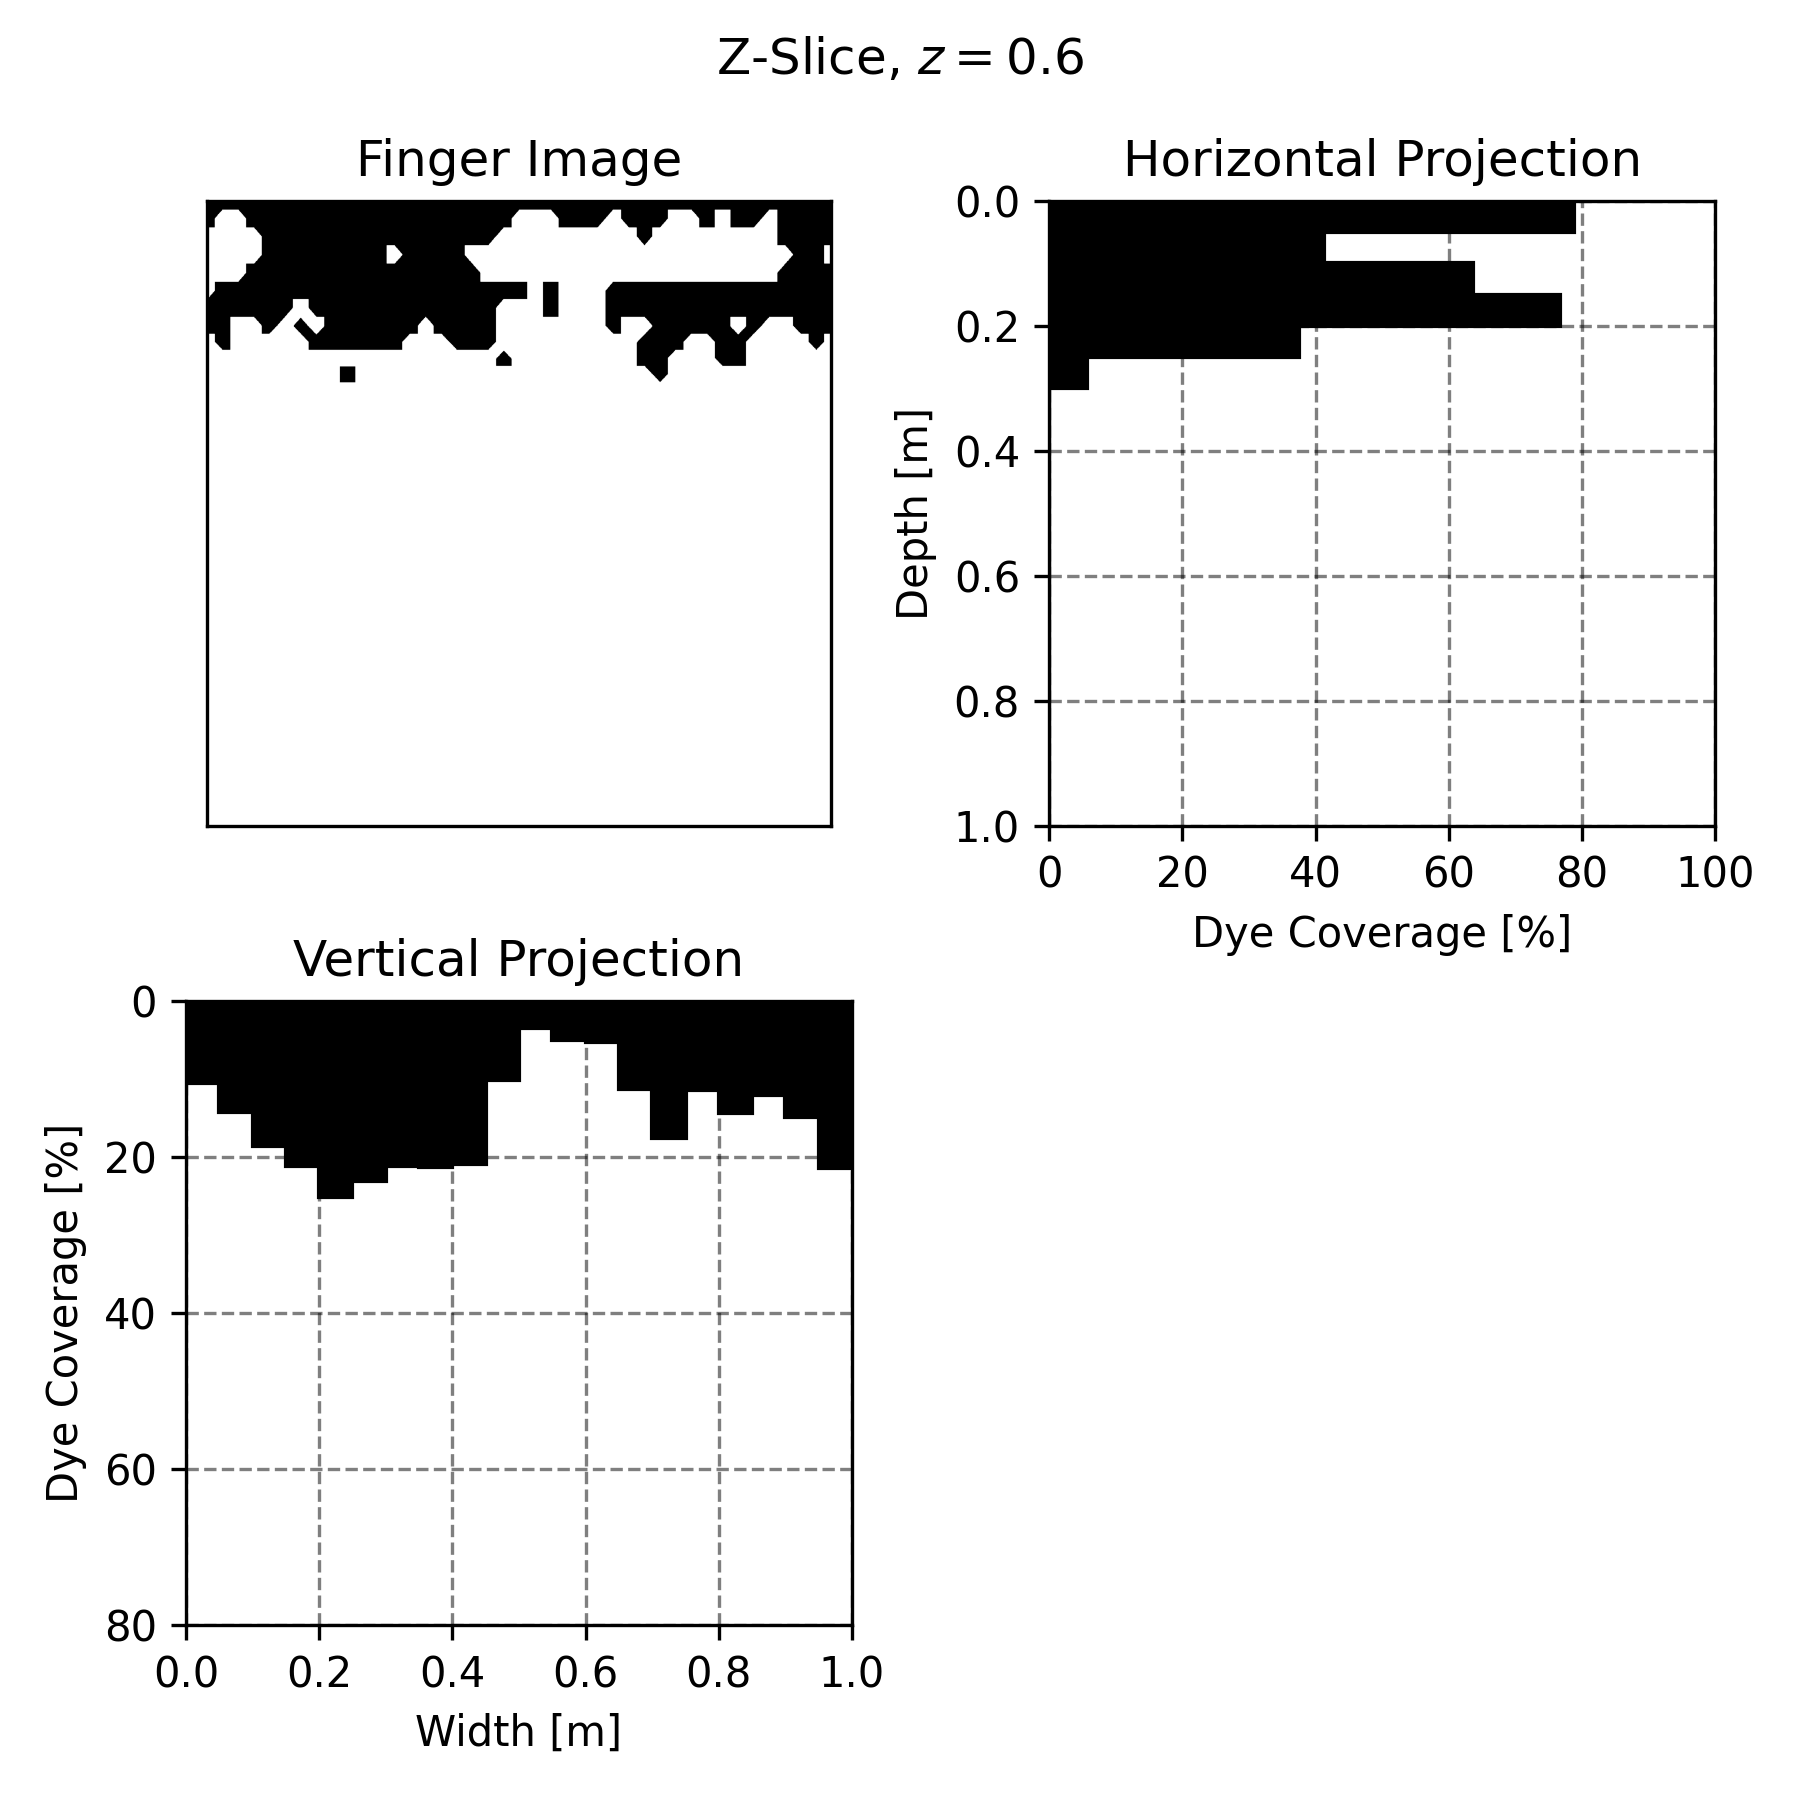 Z-Slice, z = 0.6
Finger Image
Horizontal Projection
0.0
0.2
0.4
0.6
0.8
1.0
Depth [m]
0 20 40 60 80 100
Dye Coverage [%]
Vertical Projection
0
20
40
60
80
Dye Coverage [%]
0.0 0.2 0.4 0.6 0.8 1.0
Width [m]